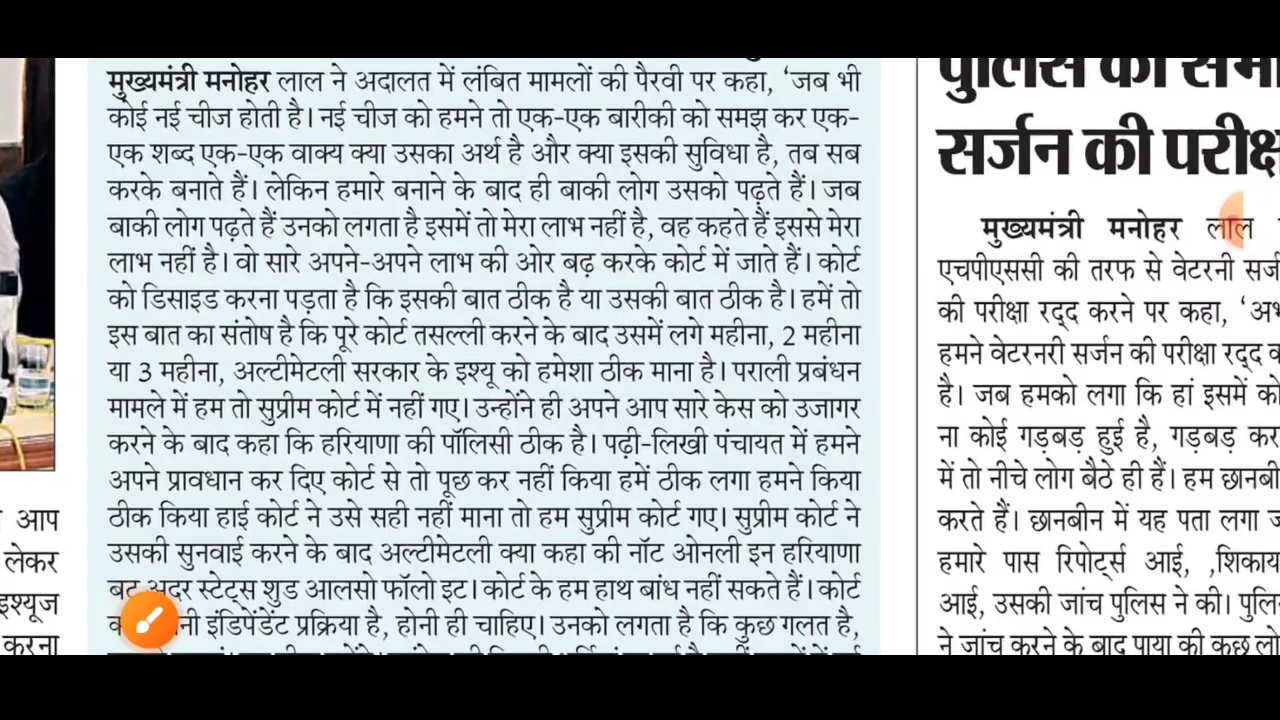 मुख्यमंत्री मनोहर लाल ने अदालत में लंबित मामलों की पैरवी पर कहा, ‘जब भी
कोई नई चीज होती है। नई चीज को हमने तो एक-एक बारीकी को समझ कर एक-
एक शब्द एक-एक वाक्य क्या उसका अर्थ है और क्या इसकी सुविधा है, तब सब
करके बनाते हैं। लेकिन हमारे बनाने के बाद ही बाकी लोग उसको पढ़ते हैं। जब
बाकी लोग पढ़ते हैं उनको लगता है इसमें तो मेरा लाभ नहीं है, वह कहते हैं इससे मेरा
लाभ नहीं है। वो सारे अपने-अपने लाभ की ओर बढ़ करके कोर्ट में जाते हैं। कोर्ट
को डिसाइड करना पड़ता है कि इसकी बात ठीक है या उसकी बात ठीक है। हमें तो
इस बात का संतोष है कि पूरे कोर्ट तसल्ली करने के बाद उसमें लगे महीना, 2 महीना
या 3 महीना, अल्टीमेटली सरकार के इश्यू को हमेशा ठीक माना है। पराली प्रबंधन
मामले में हम तो सुप्रीम कोर्ट में नहीं गए। उन्होंने ही अपने आप सारे केस को उजागर
करने के बाद कहा कि हरियाणा की पॉलिसी ठीक है। पढ़ी-लिखी पंचायत में हमने
अपने प्रावधान कर दिए कोर्ट से तो पूछ कर नहीं किया हमें ठीक लगा हमने किया
ठीक किया हाई कोर्ट ने उसे सही नहीं माना तो हम सुप्रीम कोर्ट गए। सुप्रीम कोर्ट ने
उसकी सुनवाई करने के बाद अल्टीमेटली क्या कहा की नॉट ओनली इन हरियाणा
बट अदर स्टेट्स शुड आलसो फॉलो इट। कोर्ट के हम हाथ बांध नहीं सकते हैं। कोर्ट
इंडिपेंडेंट प्रक्रिया है, होनी ही चाहिए। उनको लगता है कि कुछ गलत है,
आप
लेकर
इश्यूज
करना
पुलिस की
सर्जन की
मुख्यमंत्री मनोहर लाल
एचपीएससी की तरफ से वेटरनी
की परीक्षा रद्द करने पर कहा,
हमने वेटरनरी सर्जन की परीक्षा रद्द
है। जब हमको लगा कि हां इसमें
ना कोई गड़बड़ हुई है, गड़बड़
में तो नीचे लोग बैठे ही हैं। हम
करते हैं। छानबीन में यह पता लगा
हमारे पास रिपोर्ट्स आई,
आई, उसकी जांच पुलिस ने की।
ने जांच करने के बाद पाया की कुछ